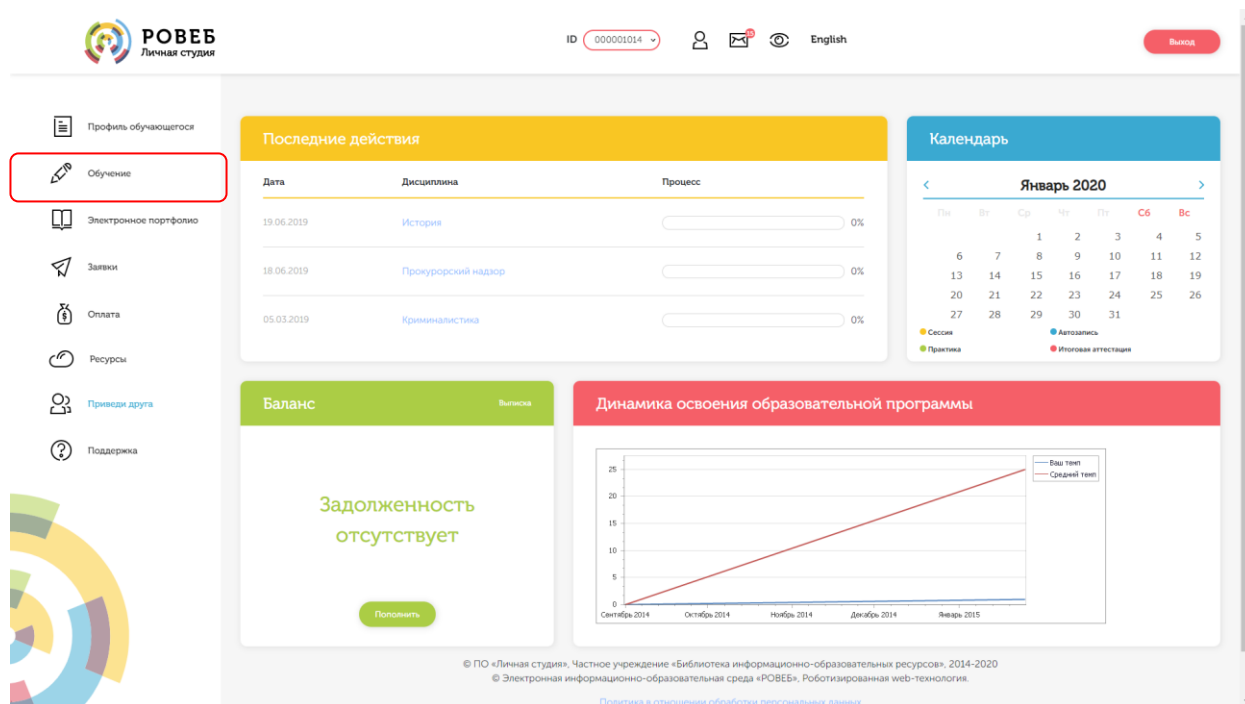 РОВЕБ
Личная студия
ID 000001014
English
Выход
Профиль обучающегося
Обучение
Электронное портфолио
Заявки
Оплата
Ресурсы
Приведи друга
Поддержка
Последние действия
Дата Дисциплина Процесс
19.06.2019 История 0%
18.06.2019 Прокурорский надзор 0%
05.03.2019 Криминалистика 0%
Календарь
< Январь 2020 >
Пн Вт Ср Чт Пт Сб Вс
1 2 3 4 5
6 7 8 9 10 11 12
13 14 15 16 17 18 19
20 21 22 23 24 25 26
27 28 29 30 31
Сессия Автозапись
Практика Итоговая аттестация
Баланс Выписка
Задолженность
отсутствует
Пополнить
Динамика освоения образовательной программы
25
20
15
10
5
0
Сентябрь 2014 Октябрь 2014 Ноябрь 2014 Декабрь 2014 Январь 2015
Ваш темп
Средний темп
© ПО «Личная студия», Частное учреждение «Библиотека информационно-образовательных ресурсов», 2014-2020
© Электронная информационно-образовательная среда «РОВЕБ», Роботизированная web-технология.
Политика в отношении обработки персональных данных